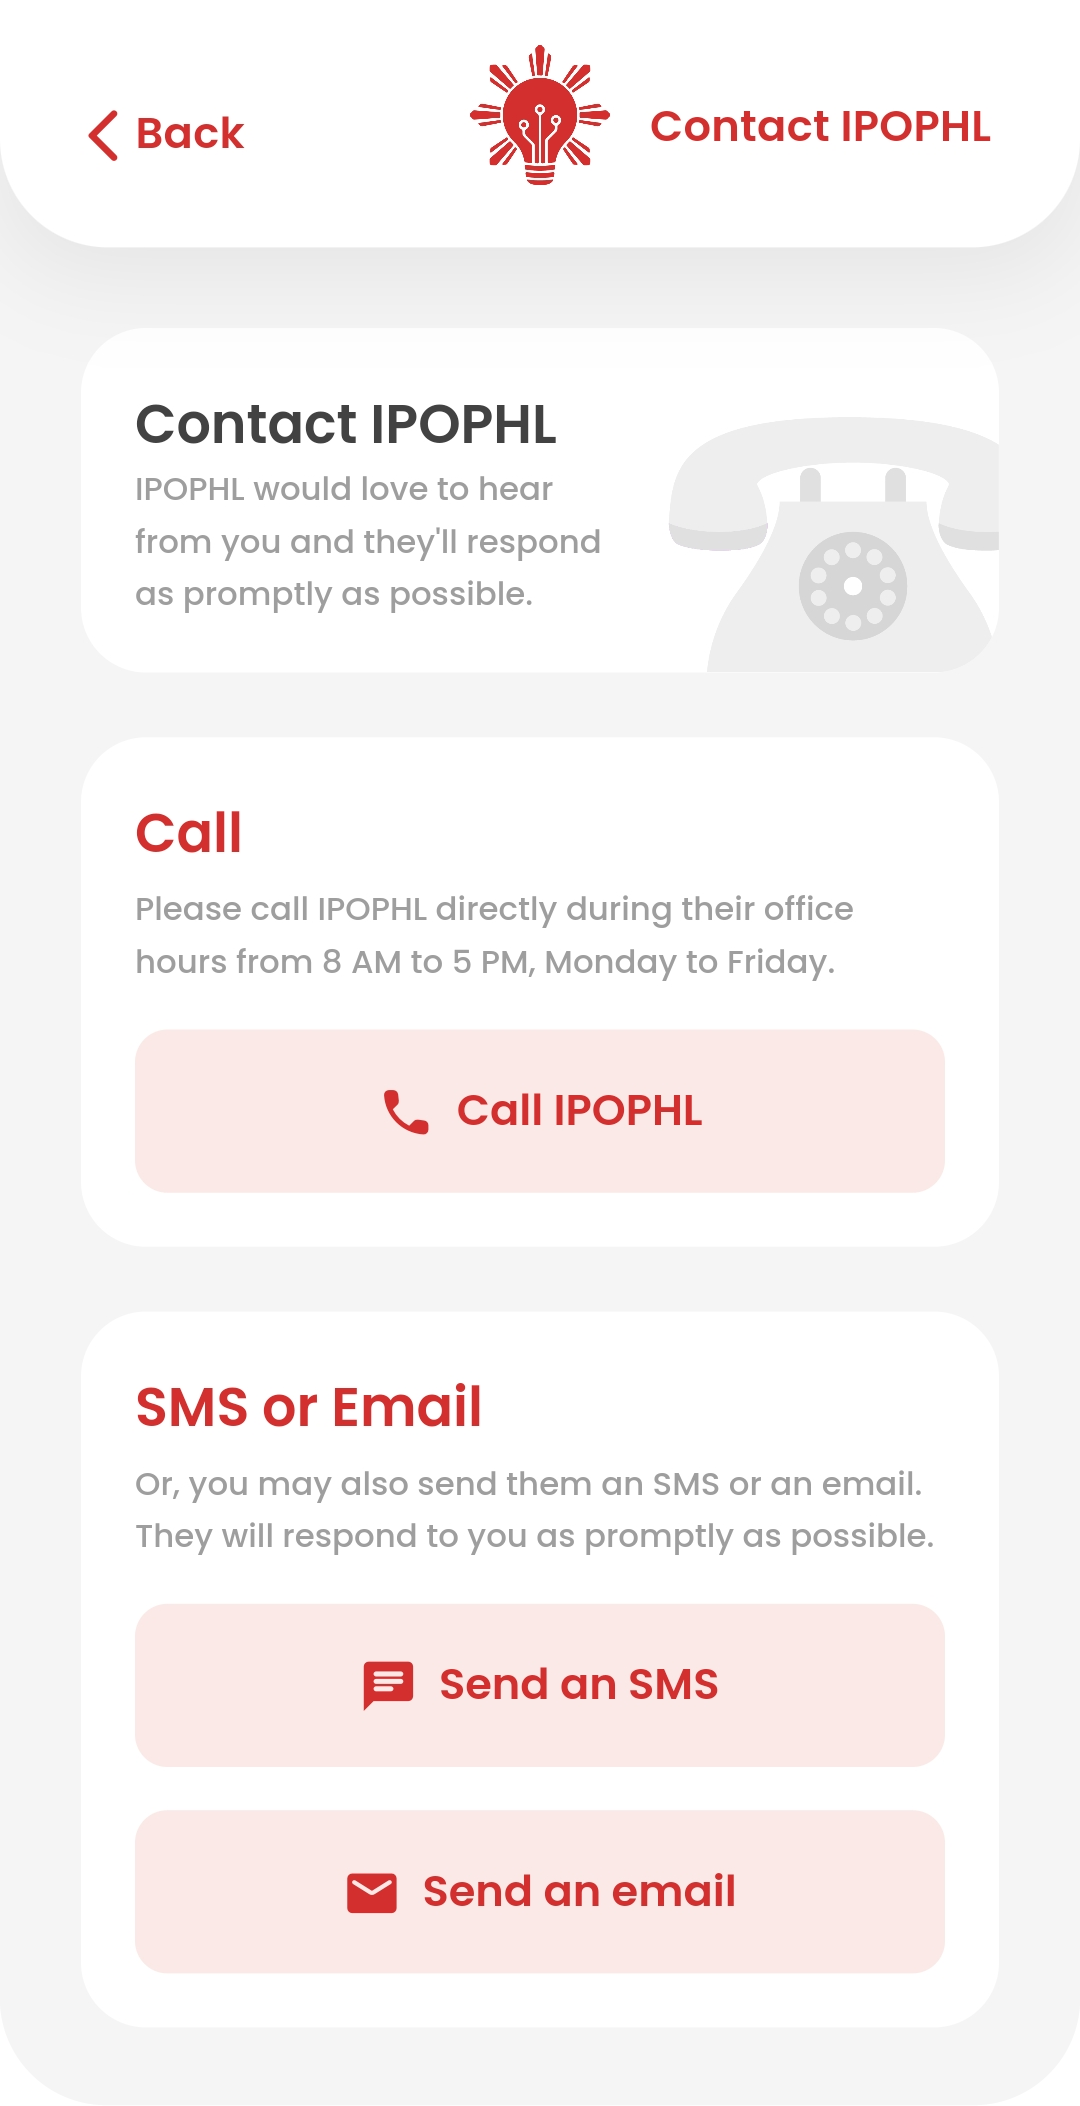 Back
Contact IPOPHL
Contact IPOPHL
IPOPHL would love to hear
from you and they'll respond
as promptly as possible.
Call
Please call IPOPHL directly during their office
hours from 8 AM to 5 PM, Monday to Friday.
Call IPOPHL
SMS or Email
Or, you may also send them an SMS or an email.
They will respond to you as promptly as possible.
Send an SMS
Send an email